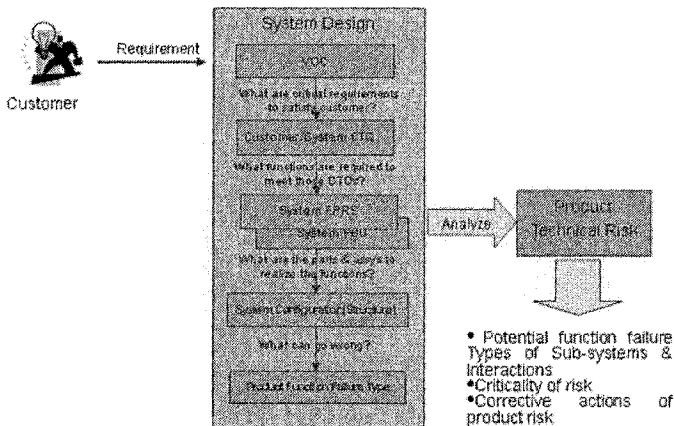 System Design
Requirement
Customer
VOC
What are critical requirements
to satisfy customer?
Customer/System CTQ
What functions are required to
meet those CTQs?
System FPRS
System
What are the parts & assy's to
realize the functions?
System Configuration(Structure)
What can go wrong?
Product Function Failure Type
Analyze
Product
Technical Risk
• Potential function failure
Types of Sub-systems &
Interactions
•Criticality of risk
•Corrective actions of
product risk